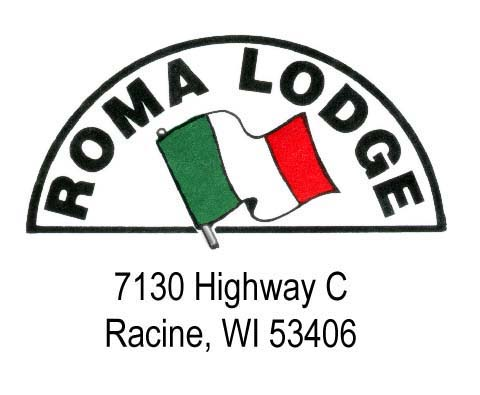 ROMA LODGE
7130 Highway C
Racine, WI 53406